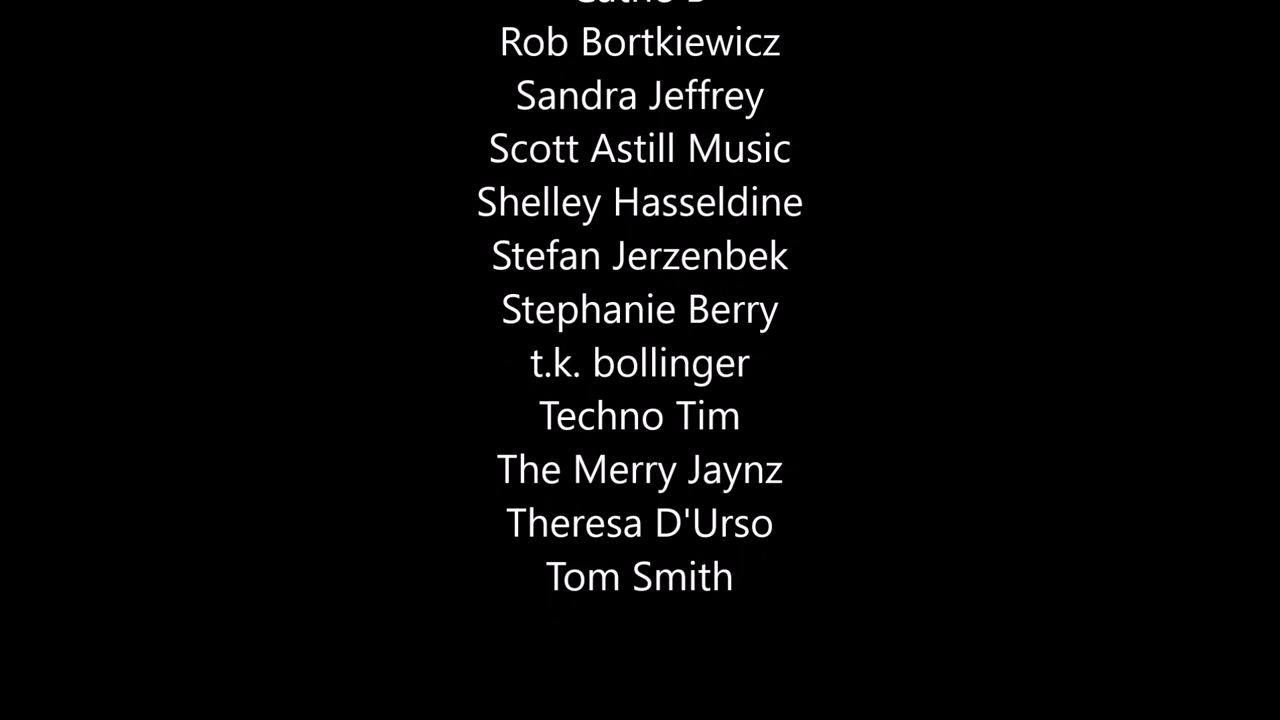 Rob Bortkiewicz
Sandra Jeffrey
Scott Astill Music
Shelley Hasseldine
Stefan Jerzenbek
Stephanie Berry
t.k. bollinger
Techno Tim
The Merry Jaynz
Theresa D'Urso
Tom Smith